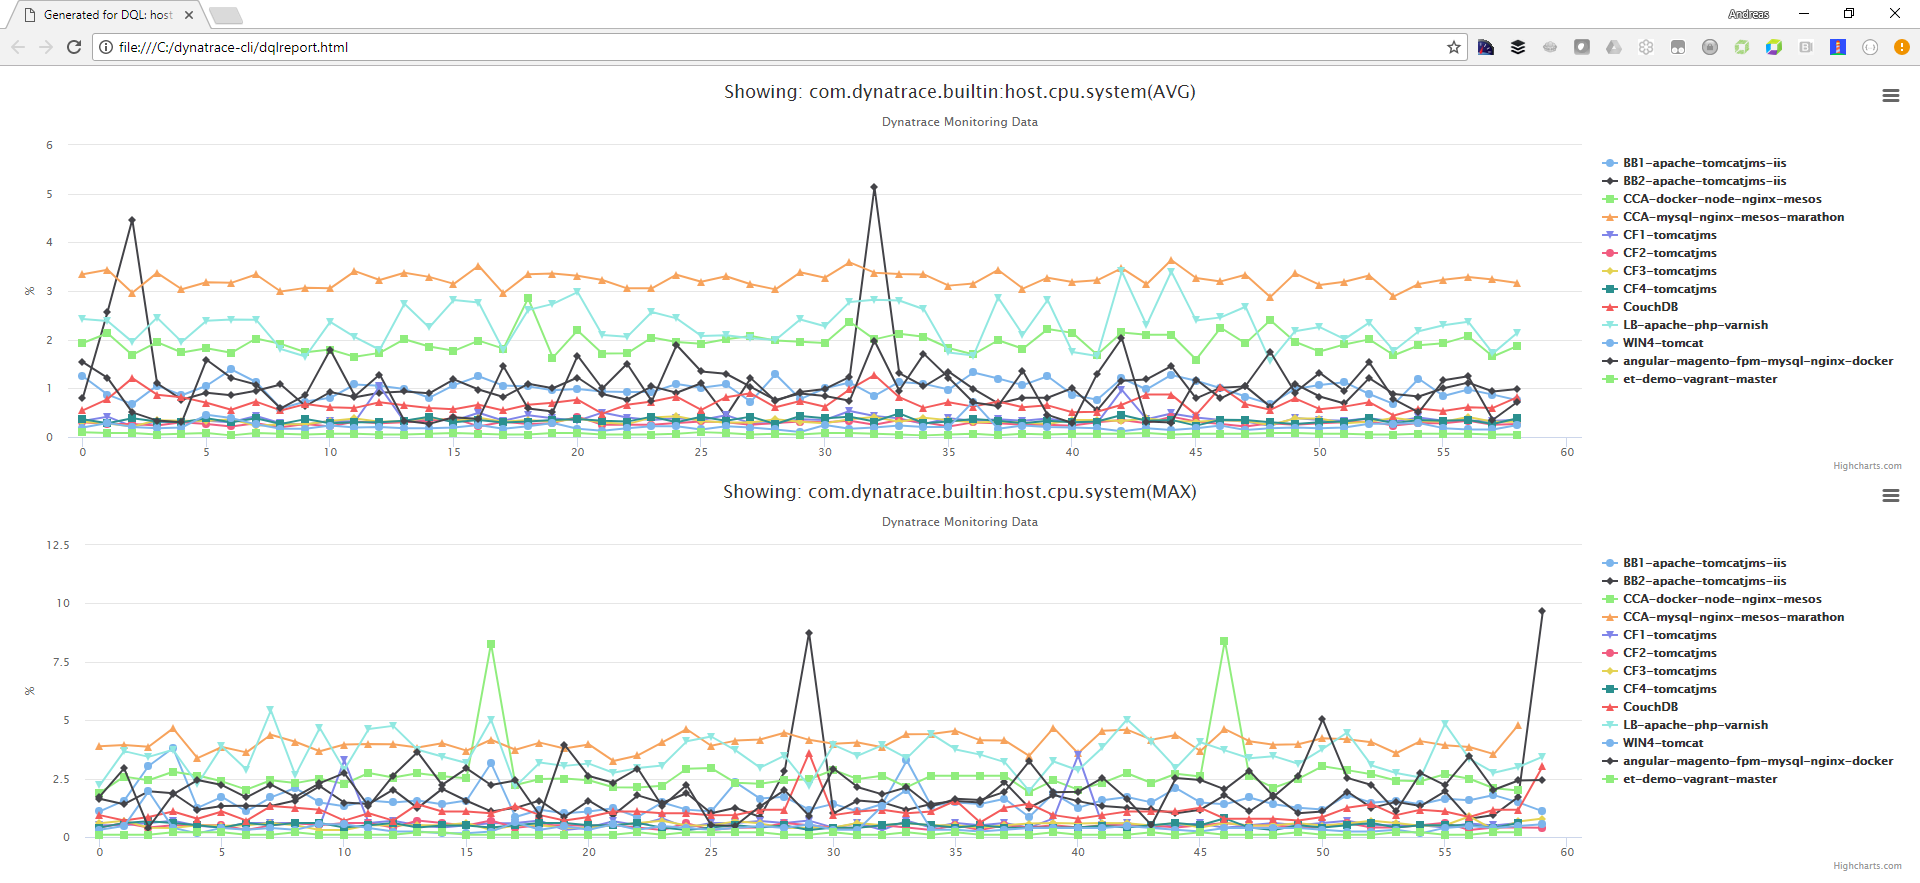 Generated for DQL: host
Andreas
file:///C:/dynatrace-cli/dqlreport.html
Showing: com.dynatrace.builtin:host.cpu.system(AVG)
Dynatrace Monitoring Data
%
6
5
4
3
2
1
0
0 5 10 15 20 25 30 35 40 45 50 55 60
BB1-apache-tomcatjms-iis
BB2-apache-tomcatjms-iis
CCA-docker-node-nginx-mesos
CCA-mysql-nginx-mesos-marathon
CF1-tomcatjms
CF2-tomcatjms
CF3-tomcatjms
CF4-tomcatjms
CouchDB
LB-apache-php-varnish
WIN4-tomcat
angular-magento-fpm-mysql-nginx-docker
et-demo-vagrant-master
Highcharts.com
Showing: com.dynatrace.builtin:host.cpu.system(MAX)
Dynatrace Monitoring Data
%
12.5
10
7.5
5
2.5
0
0 5 10 15 20 25 30 35 40 45 50 55 60
BB1-apache-tomcatjms-iis
BB2-apache-tomcatjms-iis
CCA-docker-node-nginx-mesos
CCA-mysql-nginx-mesos-marathon
CF1-tomcatjms
CF2-tomcatjms
CF3-tomcatjms
CF4-tomcatjms
CouchDB
LB-apache-php-varnish
WIN4-tomcat
angular-magento-fpm-mysql-nginx-docker
et-demo-vagrant-master
Highcharts.com